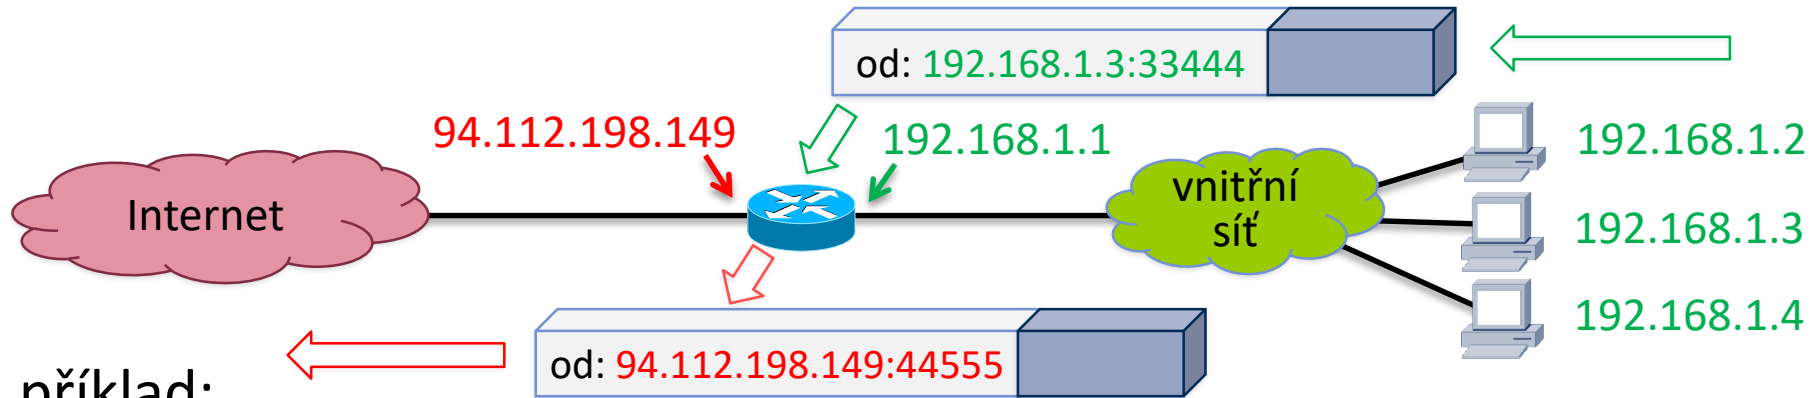 od: 192.168.1.3:33444
94.112.198.149
192.168.1.1
192.168.1.2
Internet
vnitřní
síť
192.168.1.3
192.168.1.4
od: 94.112.198.149:44555
příklad: